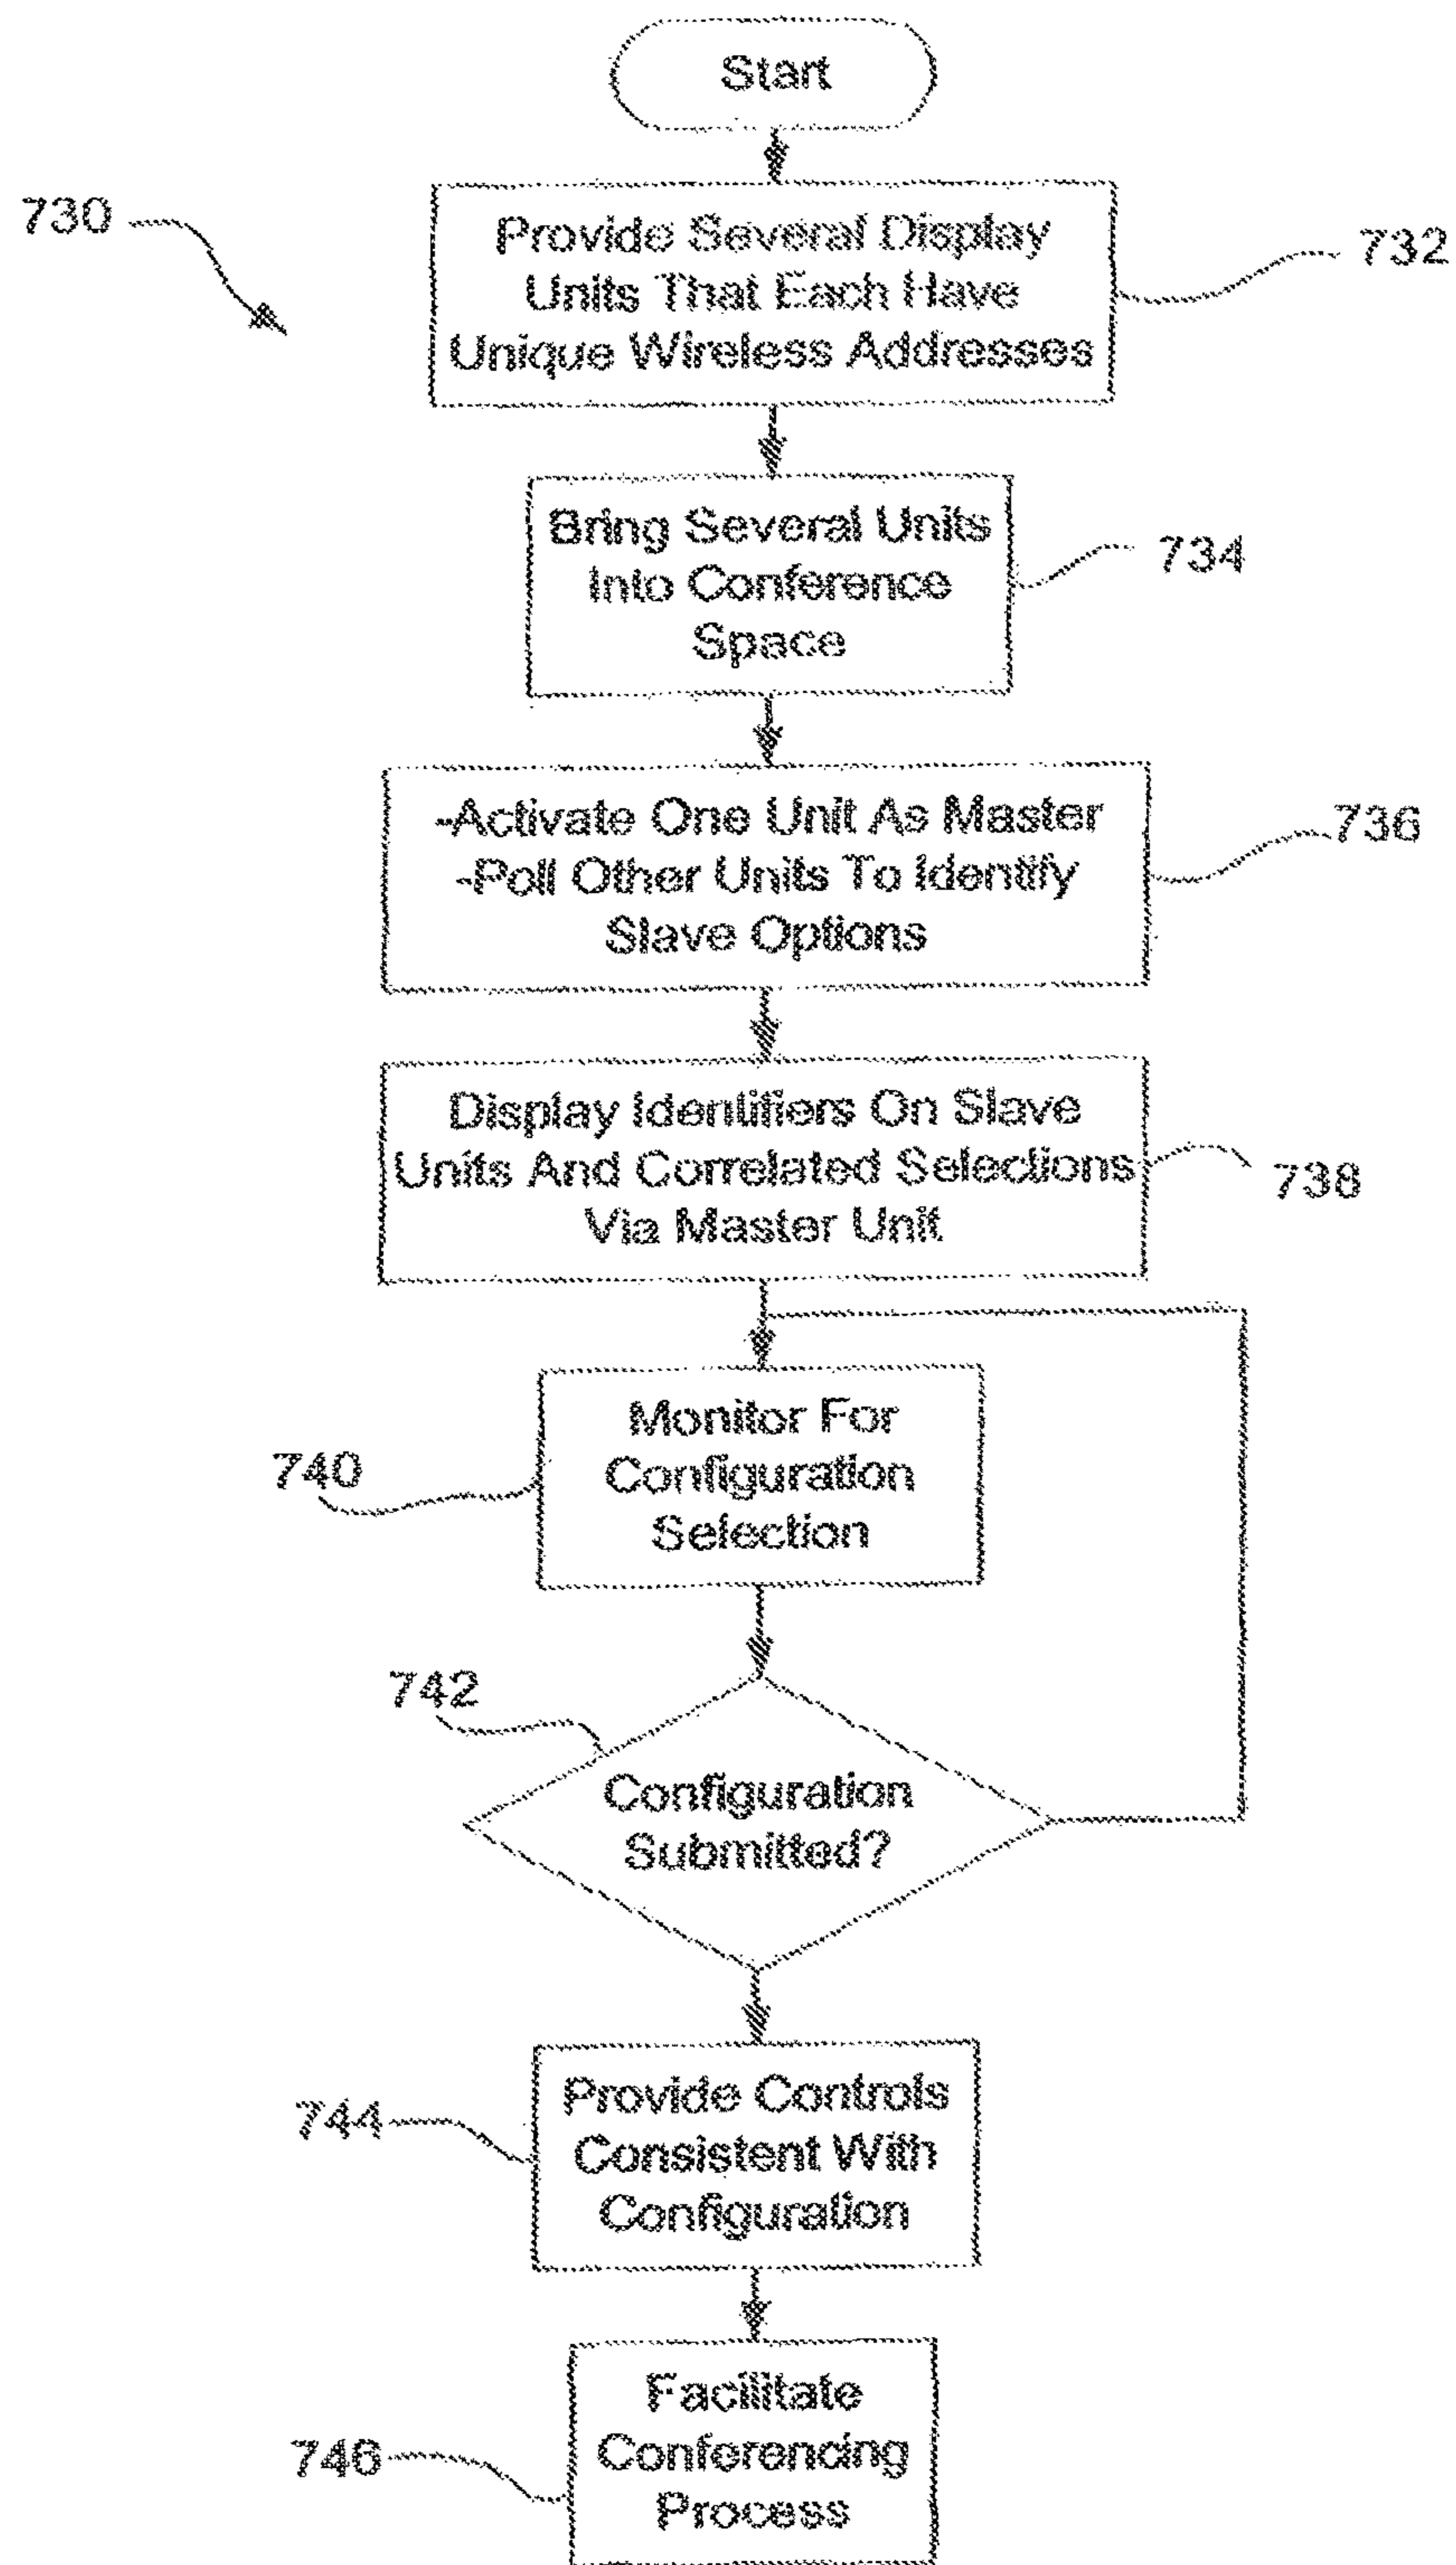 Start
730
Provide Several Display
Units That Each Have
Unique Wireless Addresses
732
Bring Several Units
Into Conference
Space
734
-Activate One Unit As Master
-Poll Other Units To Identify
Slave Options
736
Display Identifiers On Slave
Units And Correlated Selections
Via Master Unit
738
Monitor For
Configuration
Selection
740
742
Configuration
Submitted?
Provide Controls
Consistent With
Configuration
744
Facilitate
Conferencing
Process
746